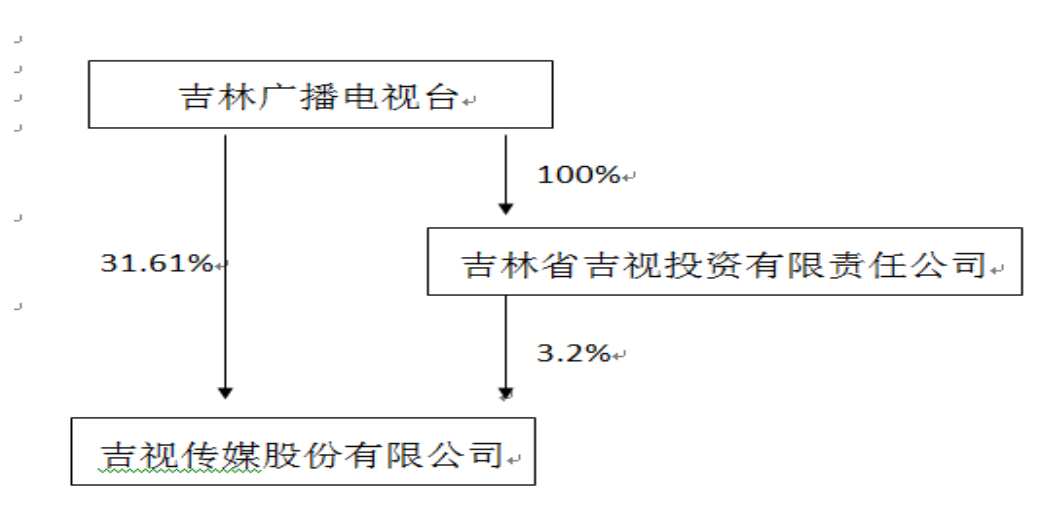 吉林广播电视台
100%
31.61%
吉林省吉视投资有限责任公司
3.2%
吉视传媒股份有限公司